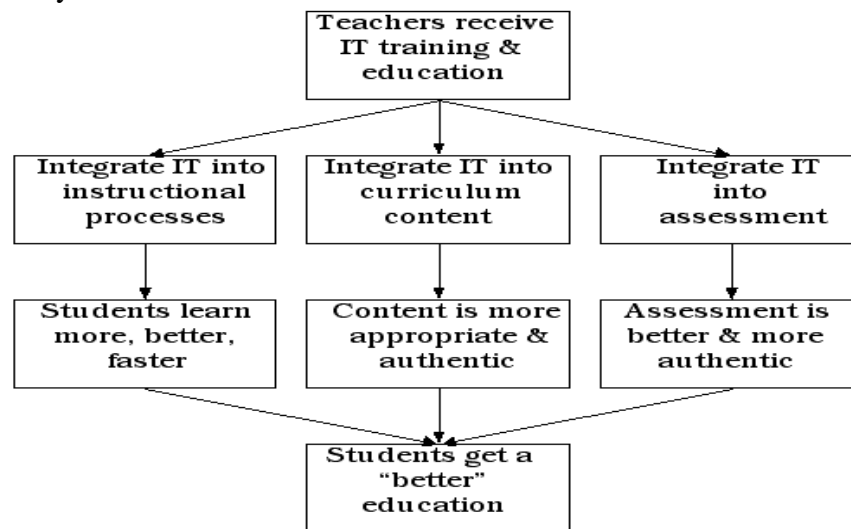 Teachers receive
IT training &
education
Integrate IT into
instructional
processes
Integrate IT into
curriculum
content
Integrate IT
into
assessment
Students learn
more, better,
faster
Content is more
appropriate &
authentic
Assessment is
better & more
authentic
Students get a
“better”
education